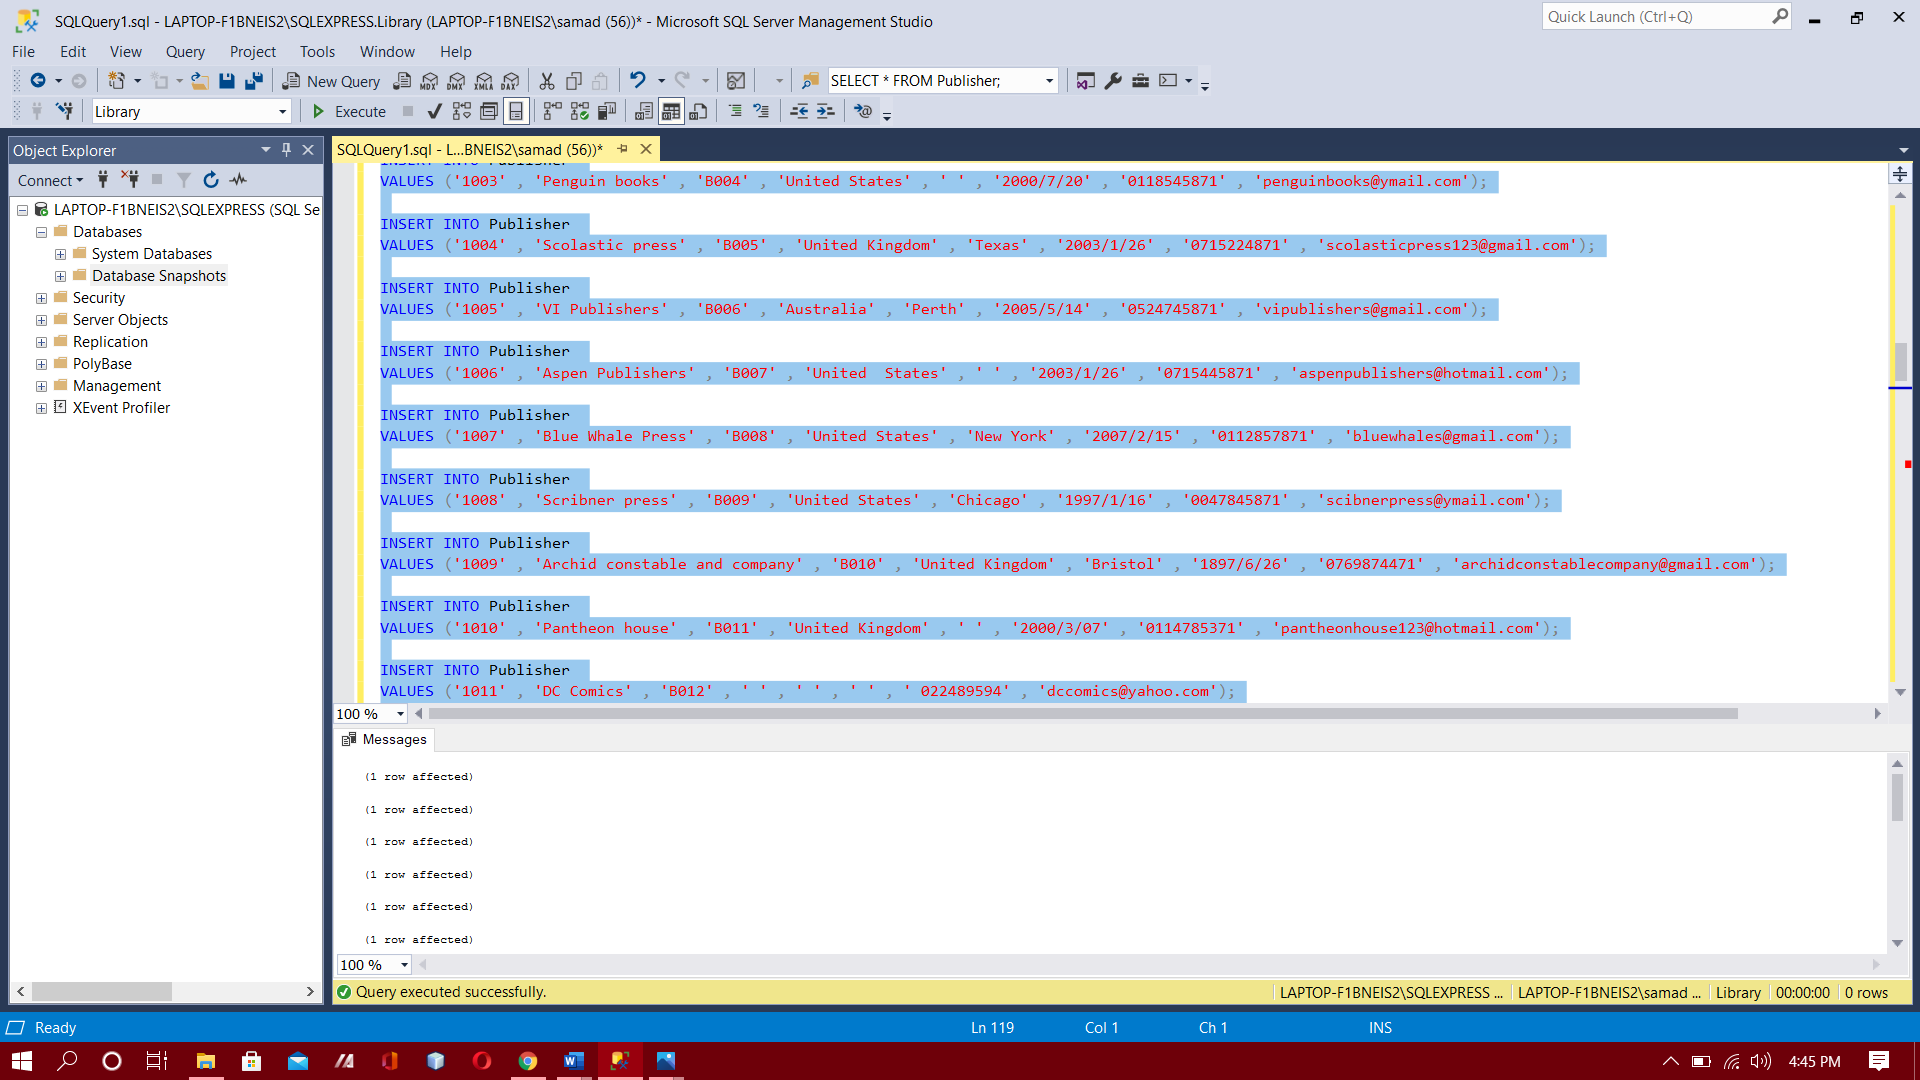 SQLQuery1.sql - LAPTOP-F1BNEIS2\SQLEXPRESS.Library (LAPTOP-F1BNEIS2\samad (56))* - Microsoft SQL Server Management Studio
Quick Launch (Ctrl+Q)
File Edit View Query Project Tools Window Help
New Query
MDX DMX XMLA DAX
SELECT * FROM Publisher;
Library
Execute
Object Explorer
SQLQuery1.sql - L...BNEIS2\samad (56))*
Connect
LAPTOP-F1BNEIS2\SQLEXPRESS (SQL Se
Databases
System Databases
Database Snapshots
Security
Server Objects
Replication
PolyBase
Management
XEvent Profiler
INSERT INTO Publisher
VALUES ('1003' , 'Penguin books' , 'B004' , 'United States' , ' ' , '2000/7/20' , '0118545871' , 'penguinbooks@ymail.com');
INSERT INTO Publisher
VALUES ('1004' , 'Scolastic press' , 'B005' , 'United Kingdom' , 'Texas' , '2003/1/26' , '0715224871' , 'scolasticpress123@gmail.com');
INSERT INTO Publisher
VALUES ('1005' , 'VI Publishers' , 'B006' , 'Australia' , 'Perth' , '2005/5/14' , '0524745871' , 'vipublishers@gmail.com');
INSERT INTO Publisher
VALUES ('1006' , 'Aspen Publishers' , 'B007' , 'United  States' , ' ' , '2003/1/26' , '0715445871' , 'aspenpublishers@hotmail.com');
INSERT INTO Publisher
VALUES ('1007' , 'Blue Whale Press' , 'B008' , 'United States' , 'New York' , '2007/2/15' , '0112857871' , 'bluewhales@gmail.com');
INSERT INTO Publisher
VALUES ('1008' , 'Scribner press' , 'B009' , 'United States' , 'Chicago' , '1997/1/16' , '0047845871' , 'scibnerpress@ymail.com');
INSERT INTO Publisher
VALUES ('1009' , 'Archid constable and company' , 'B010' , 'United Kingdom' , 'Bristol' , '1897/6/26' , '0769874471' , 'archidconstablecompany@gmail.com');
INSERT INTO Publisher
VALUES ('1010' , 'Pantheon house' , 'B011' , 'United Kingdom' , ' ' , '2000/3/07' , '0114785371' , 'pantheonhouse123@hotmail.com');
INSERT INTO Publisher
VALUES ('1011' , 'DC Comics' , 'B012' , ' ' , ' ' , ' ' , ' 022489594' , 'dccomics@yahoo.com');
100 %
Messages
(1 row affected)
(1 row affected)
(1 row affected)
(1 row affected)
(1 row affected)
(1 row affected)
100 %
Query executed successfully.
LAPTOP-F1BNEIS2\SQLEXPRESS ... LAPTOP-F1BNEIS2\samad ... Library 00:00:00 0 rows
Ready
Ln 119 Col 1 Ch 1 INS
4:45 PM